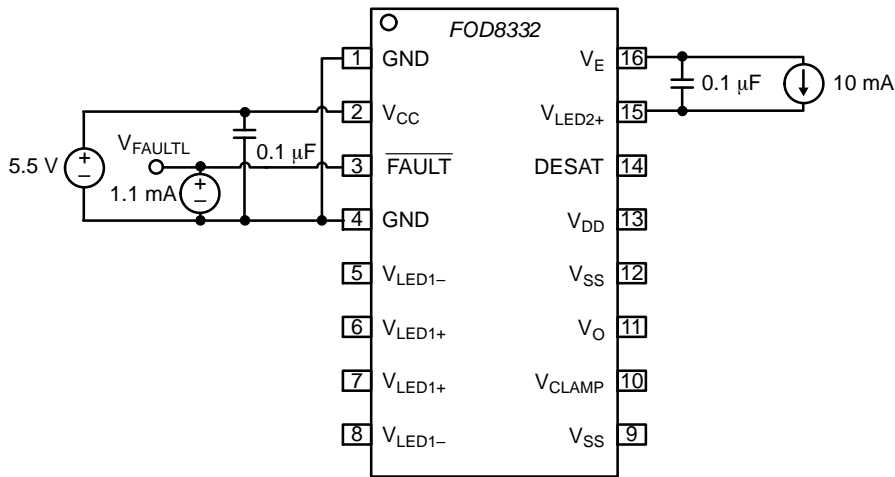 FOD8332
1 GND
2 VCC
3 FAULT
4 GND
5 VLED1–
6 VLED1+
7 VLED1+
8 VLED1–
VE 16
VLED2+ 15
DESAT 14
VDD 13
VSS 12
VO 11
VCLAMP 10
VSS 9
5.5 V
+
–
VFAULTL
0.1 μF
1.1 mA
+
–
0.1 μF
10 mA